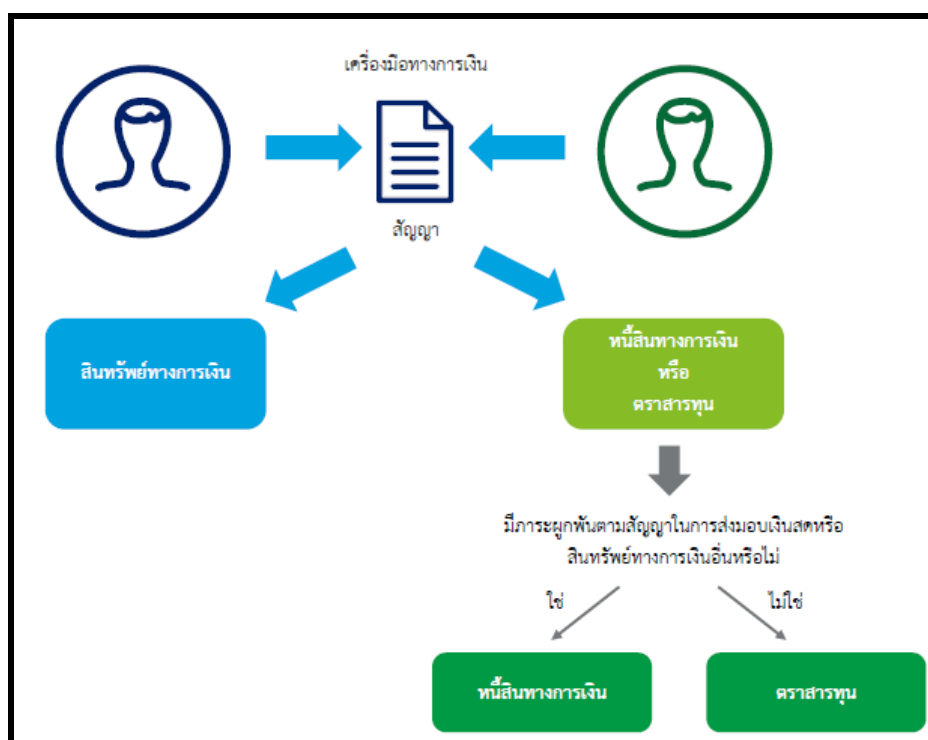 เครื่องมือทางการเงิน
สัญญา
สินทรัพย์ทางการเงิน
หนี้สินทางการเงิน
หรือ
ตราสารทุน
มีภาระผูกพันตามสัญญาในการส่งมอบเงินสดหรือ
สินทรัพย์ทางการเงินอื่นหรือไม่
ใช่
ไม่ใช่
หนี้สินทางการเงิน
ตราสารทุน